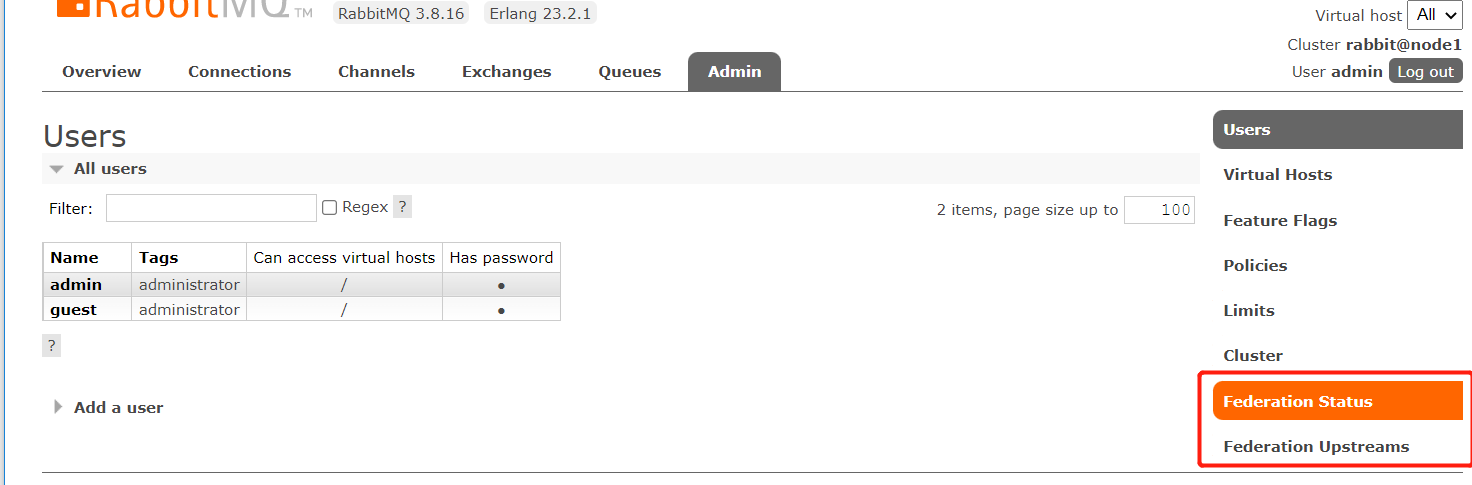 RabbitMQ TM RabbitMQ 3.8.16 Erlang 23.2.1
Virtual host All
Cluster rabbit@node1
User admin Log out
Overview Connections Channels Exchanges Queues Admin
Users
All users
Filter: Regex ? 2 items, page size up to 100
Name Tags Can access virtual hosts Has password
admin administrator / ●
guest administrator / ●
?
Add a user
Users
Virtual Hosts
Feature Flags
Policies
Limits
Cluster
Federation Status
Federation Upstreams